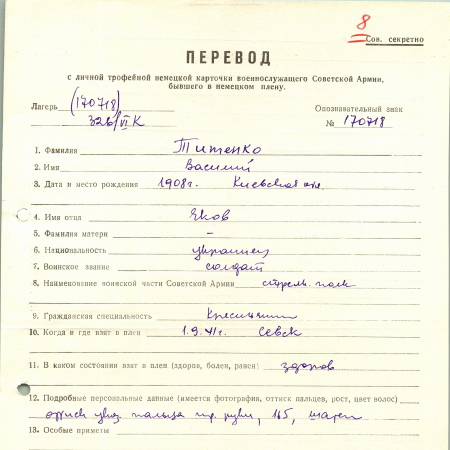 8
Сов. секретно
ПЕРЕВОД
с личной трофейной немецкой карточки военнослужащего Советской Армии,
бывшего в немецком плену.
Лагерь (170718) Опознавательный знак
326/VI K № 170718
1. Фамилия Титенко
2. Имя Василий
3. Дата и место рождения 1908г. Киевская обл.
4. Имя отца Яков
5. Фамилия матери –
6. Национальность украинец
7. Воинское звание солдат
8. Наименование воинской части Советской Армии стрелк. полк
9. Гражданская специальность Крестьянин
10. Когда и где взят в плен 1.9.41г. Севск
11. В каком состоянии взят в плен (здоров, болен, ранен) здоров
12. Подробные персональные данные (имеется фотография, оттиск пальцев, рост, цвет волос)
оттиск указ. пальца пр. руки, 165, шатен
13. Особые приметы